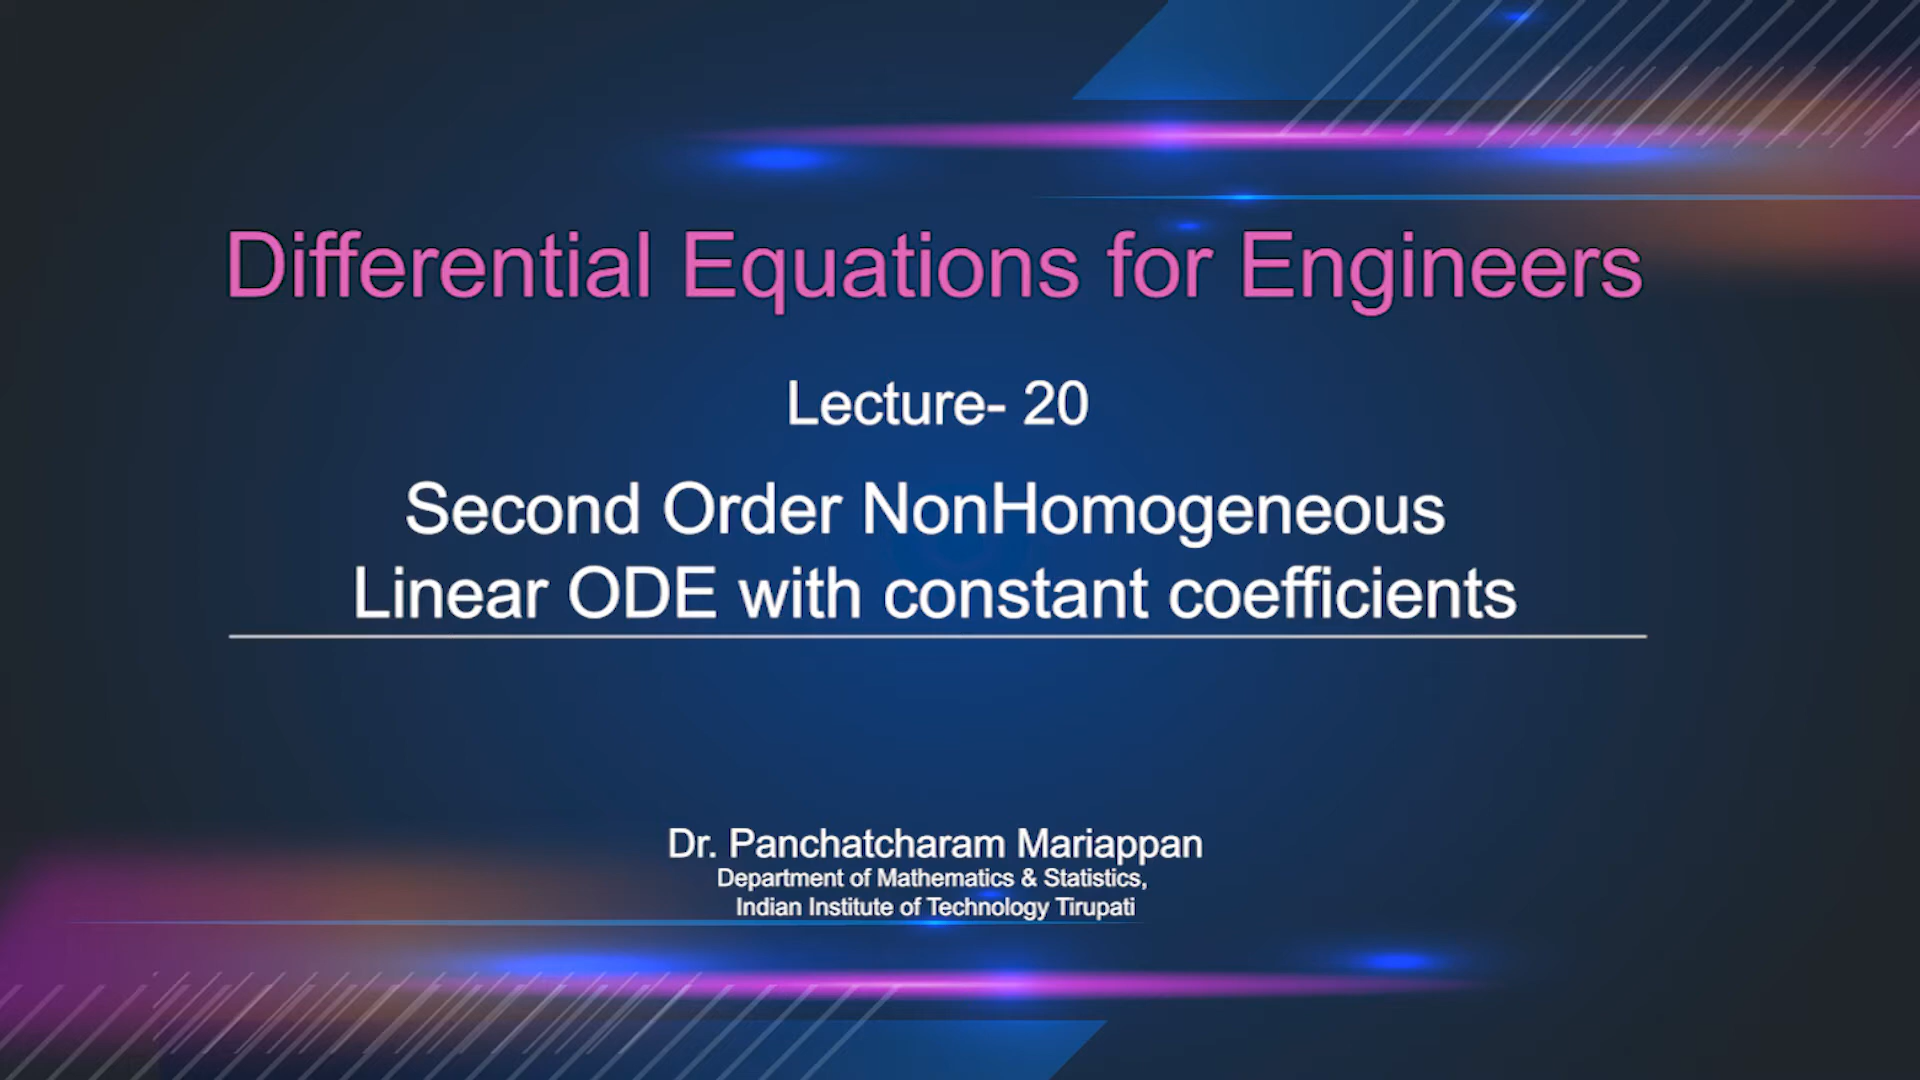 Differential Equations for Engineers
Lecture- 20
Second Order NonHomogeneous
Linear ODE with constant coefficients
Dr. Panchatcharam Mariappan
Department of Mathematics & Statistics,
Indian Institute of Technology Tirupati